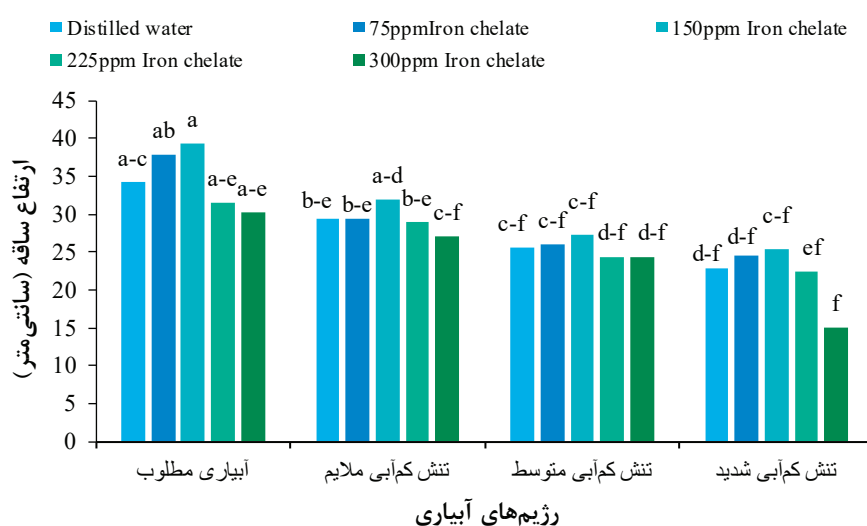 Distilled water 75ppmIron chelate 150ppm Iron chelate
225ppm Iron chelate 300ppm Iron chelate
ارتفاع ساقه (سانتی‌متر)
45
40
35
30
25
20
15
10
5
0
a-c ab a a-e a-e
b-e b-e a-d b-e c-f
c-f c-f c-f d-f d-f
d-f d-f c-f ef f
آبیاری مطلوب تنش کم‌آبی ملایم تنش کم‌آبی متوسط تنش کم‌آبی شدید
رژیم‌های آبیاری